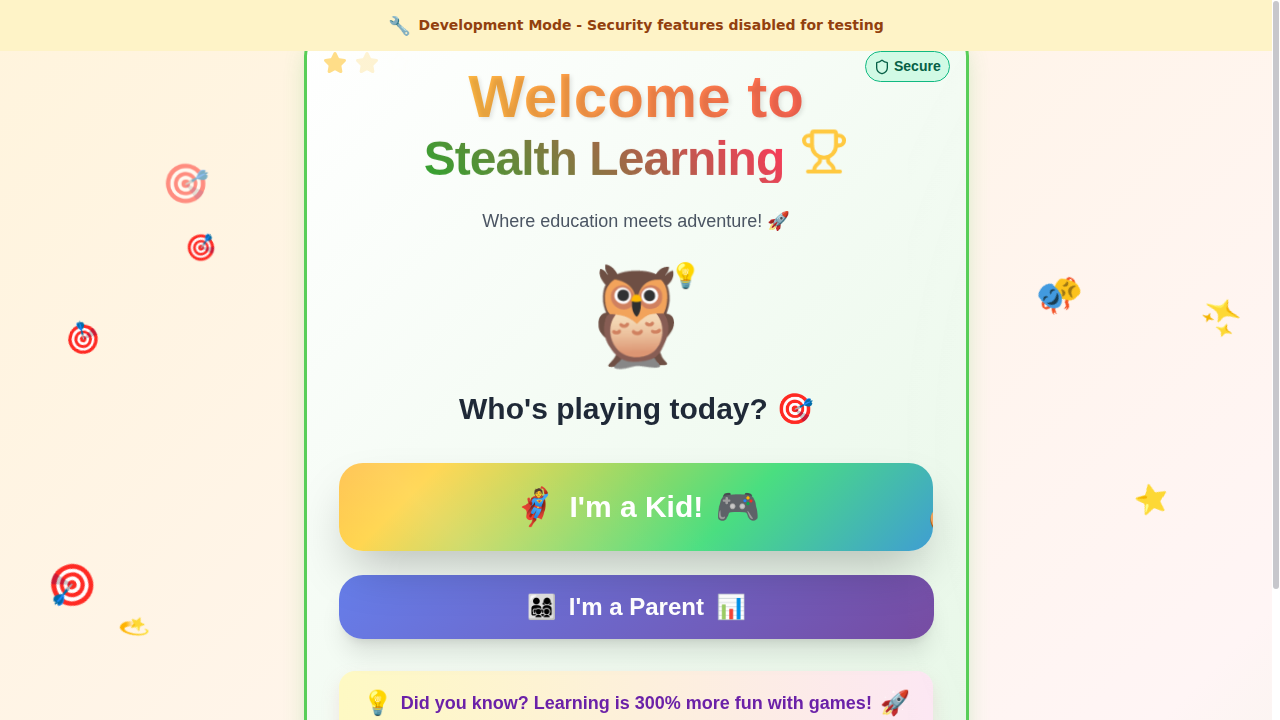 🔧 Development Mode - Security features disabled for testing
Secure
Welcome to
Stealth Learning
Where education meets adventure! 🚀
Who's playing today? 🎯
🦸 I'm a Kid! 🎮
👨‍👩‍👧‍👦 I'm a Parent 📊
💡 Did you know? Learning is 300% more fun with games! 🚀